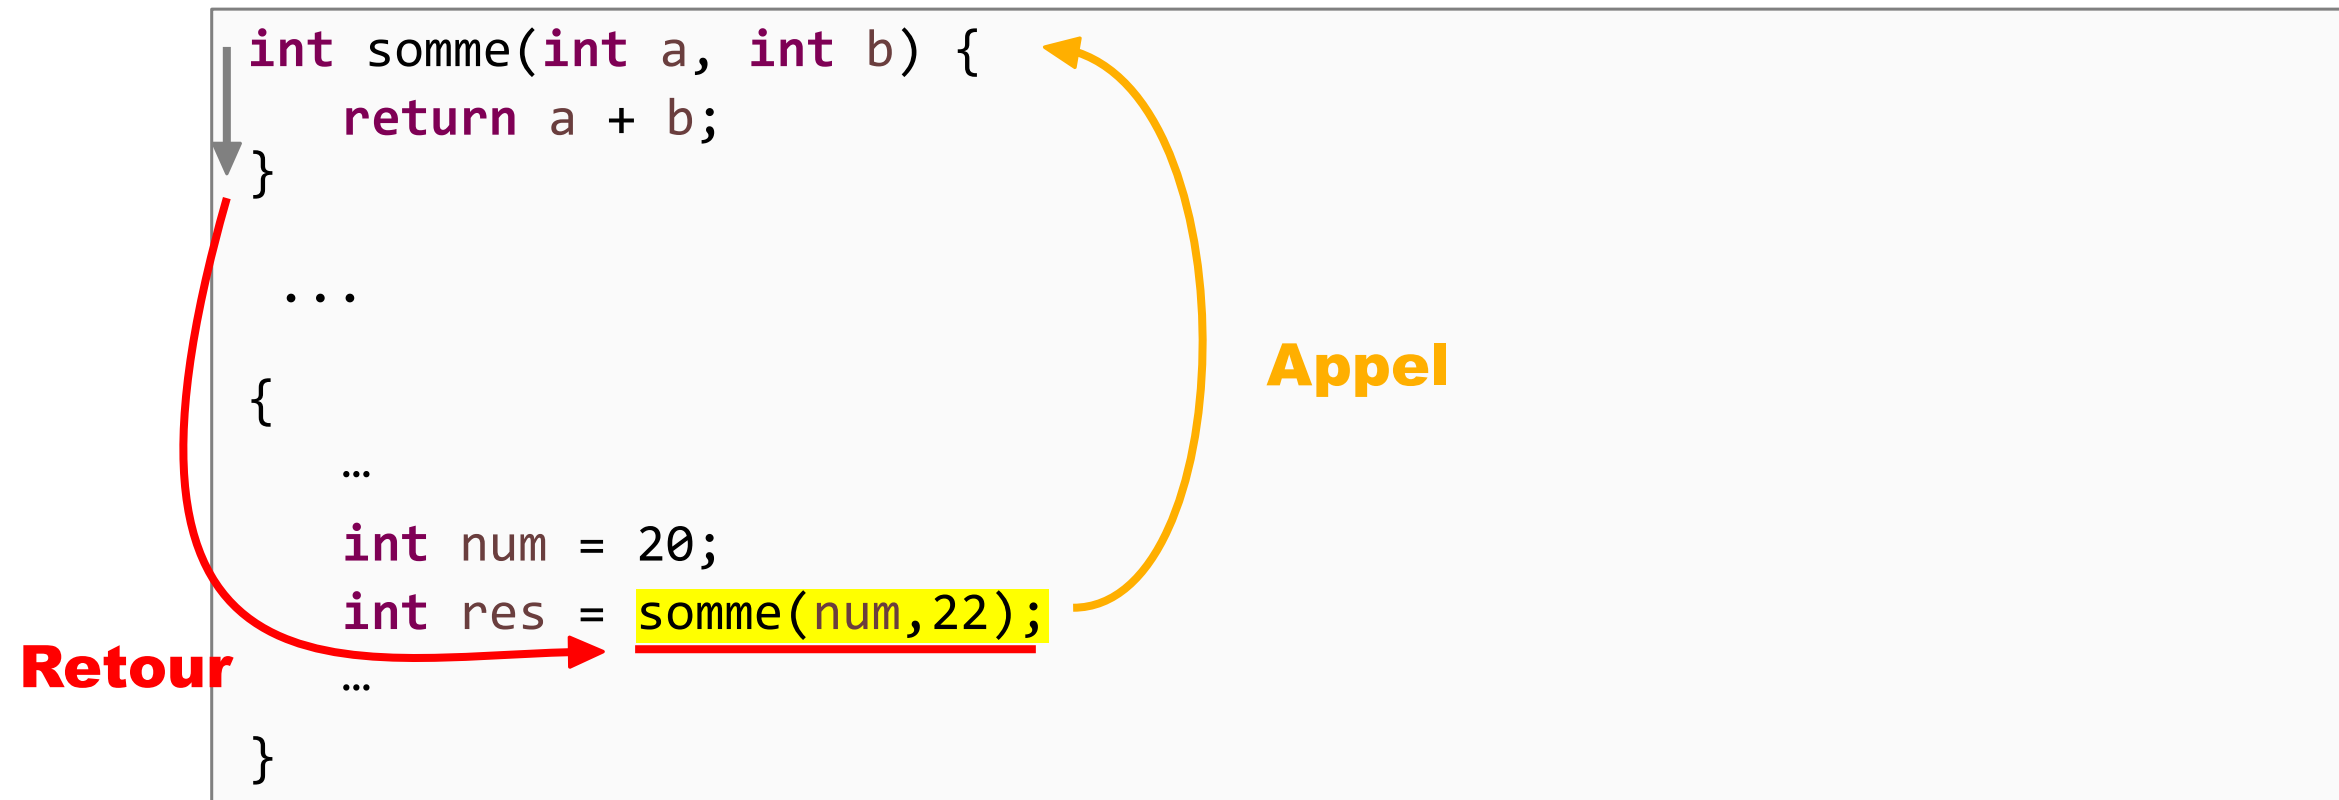 int somme(int a, int b) {
return a + b;
}
...
Appel
{
…
int num = 20;
int res = somme(num,22);
Retour
…
}